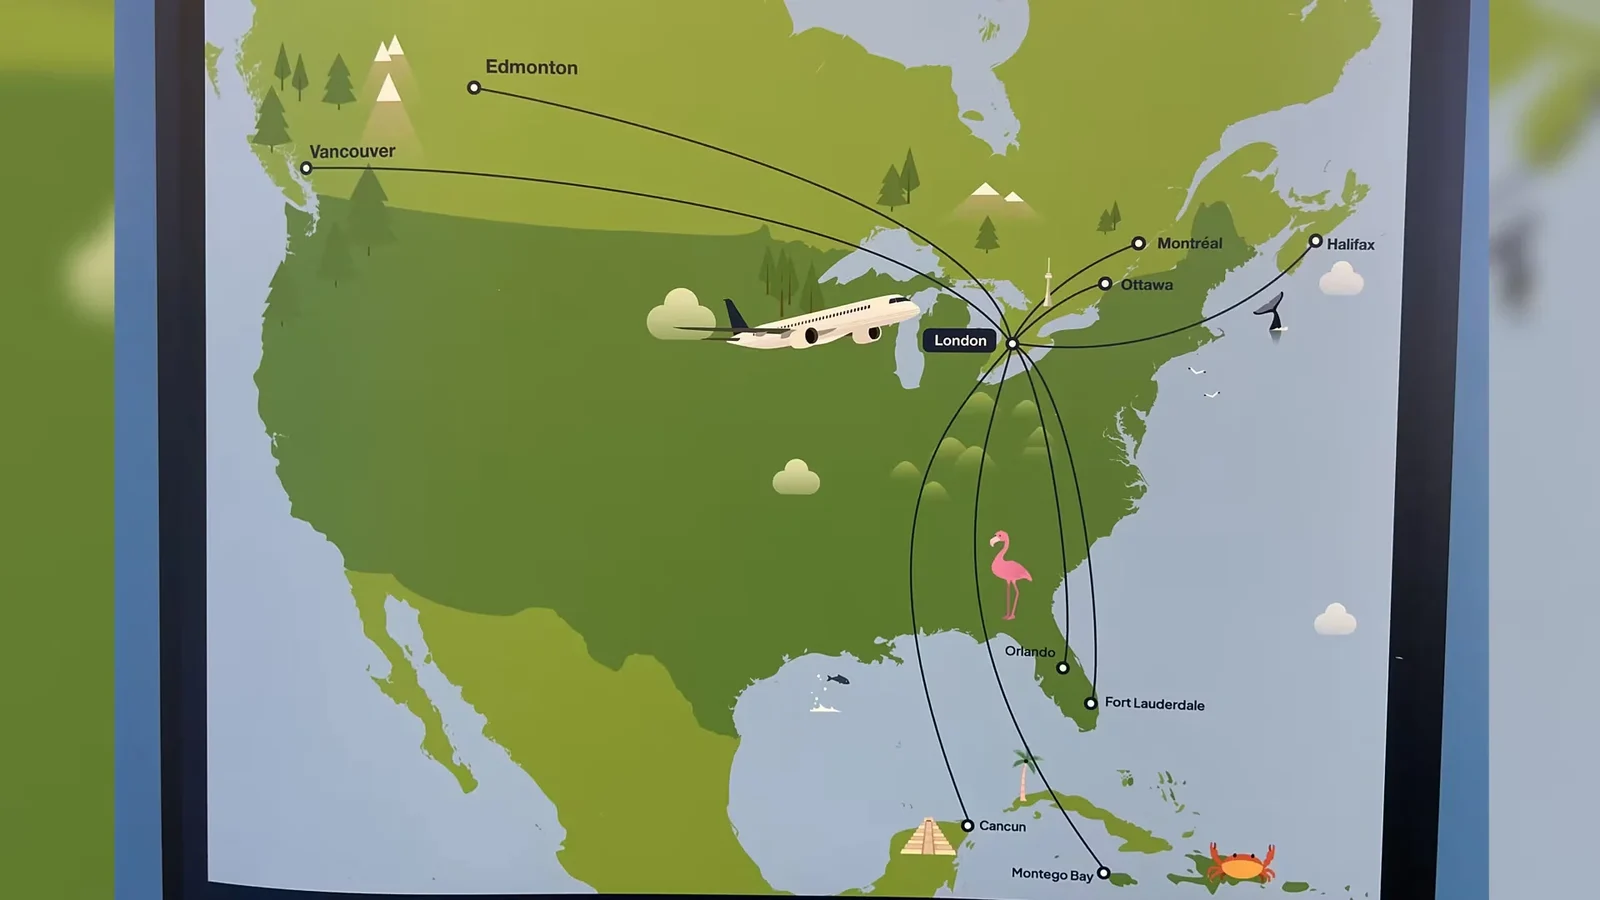 Edmonton
Vancouver
Montréal
Halifax
Ottawa
London
Orlando
Fort Lauderdale
Cancun
Montego Bay